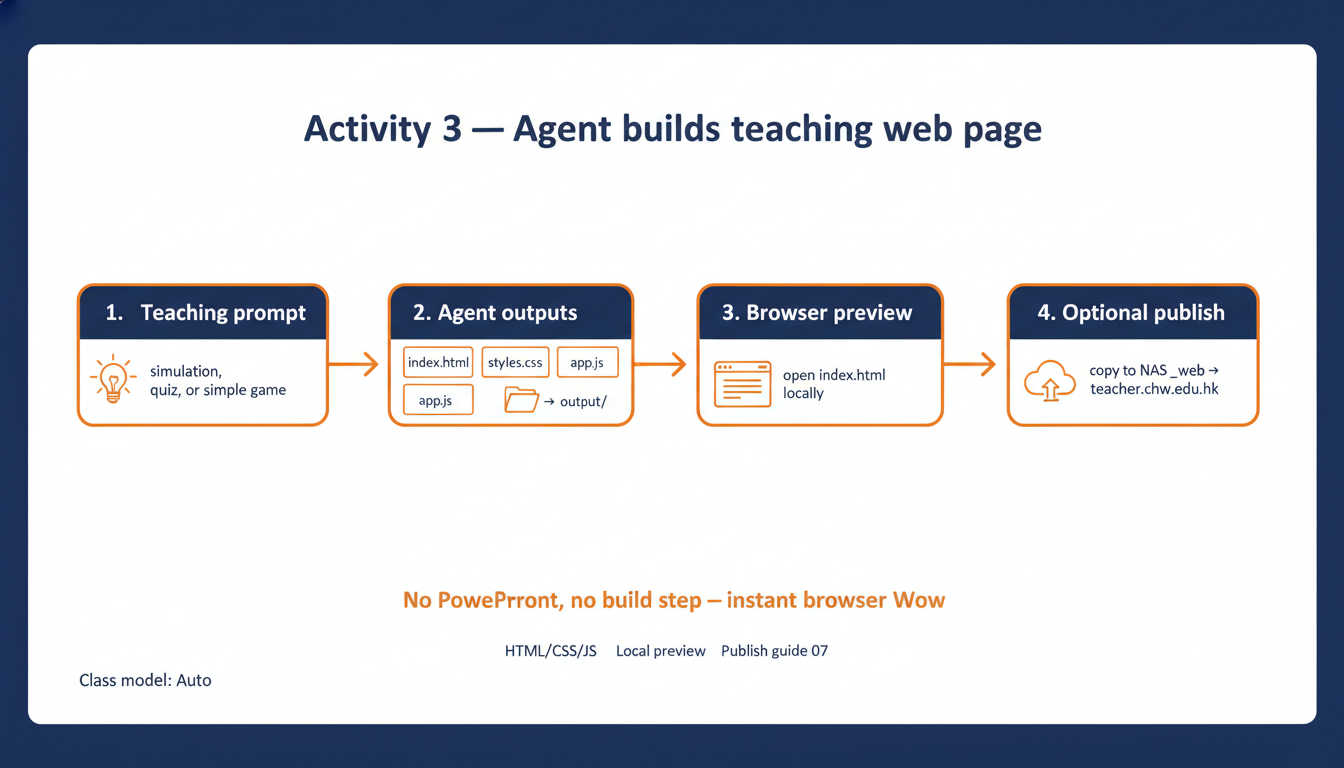 Activity 3 — Agent builds teaching web page
1. Teaching prompt
simulation,
quiz, or simple game
2. Agent outputs
index.html
styles.css
app.js
app.js
→ output/
3. Browser preview
open index.html
locally
4. Optional publish
copy to NAS _web →
teacher.chw.edu.hk
No PowePrront, no build step – instant browser Wow
HTML/CSS/JS Local preview Publish guide 07
Class model: Auto